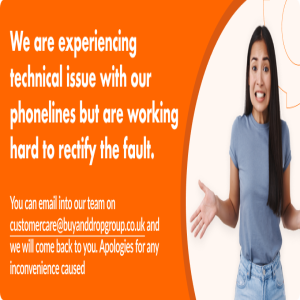 We are experiencing
technical issue with our
phonelines but are working
hard to rectify the fault.
You can email into our team on
customercare@buyanddropgroup.co.uk and
we will come back to you. Apologies for any
inconvenience caused